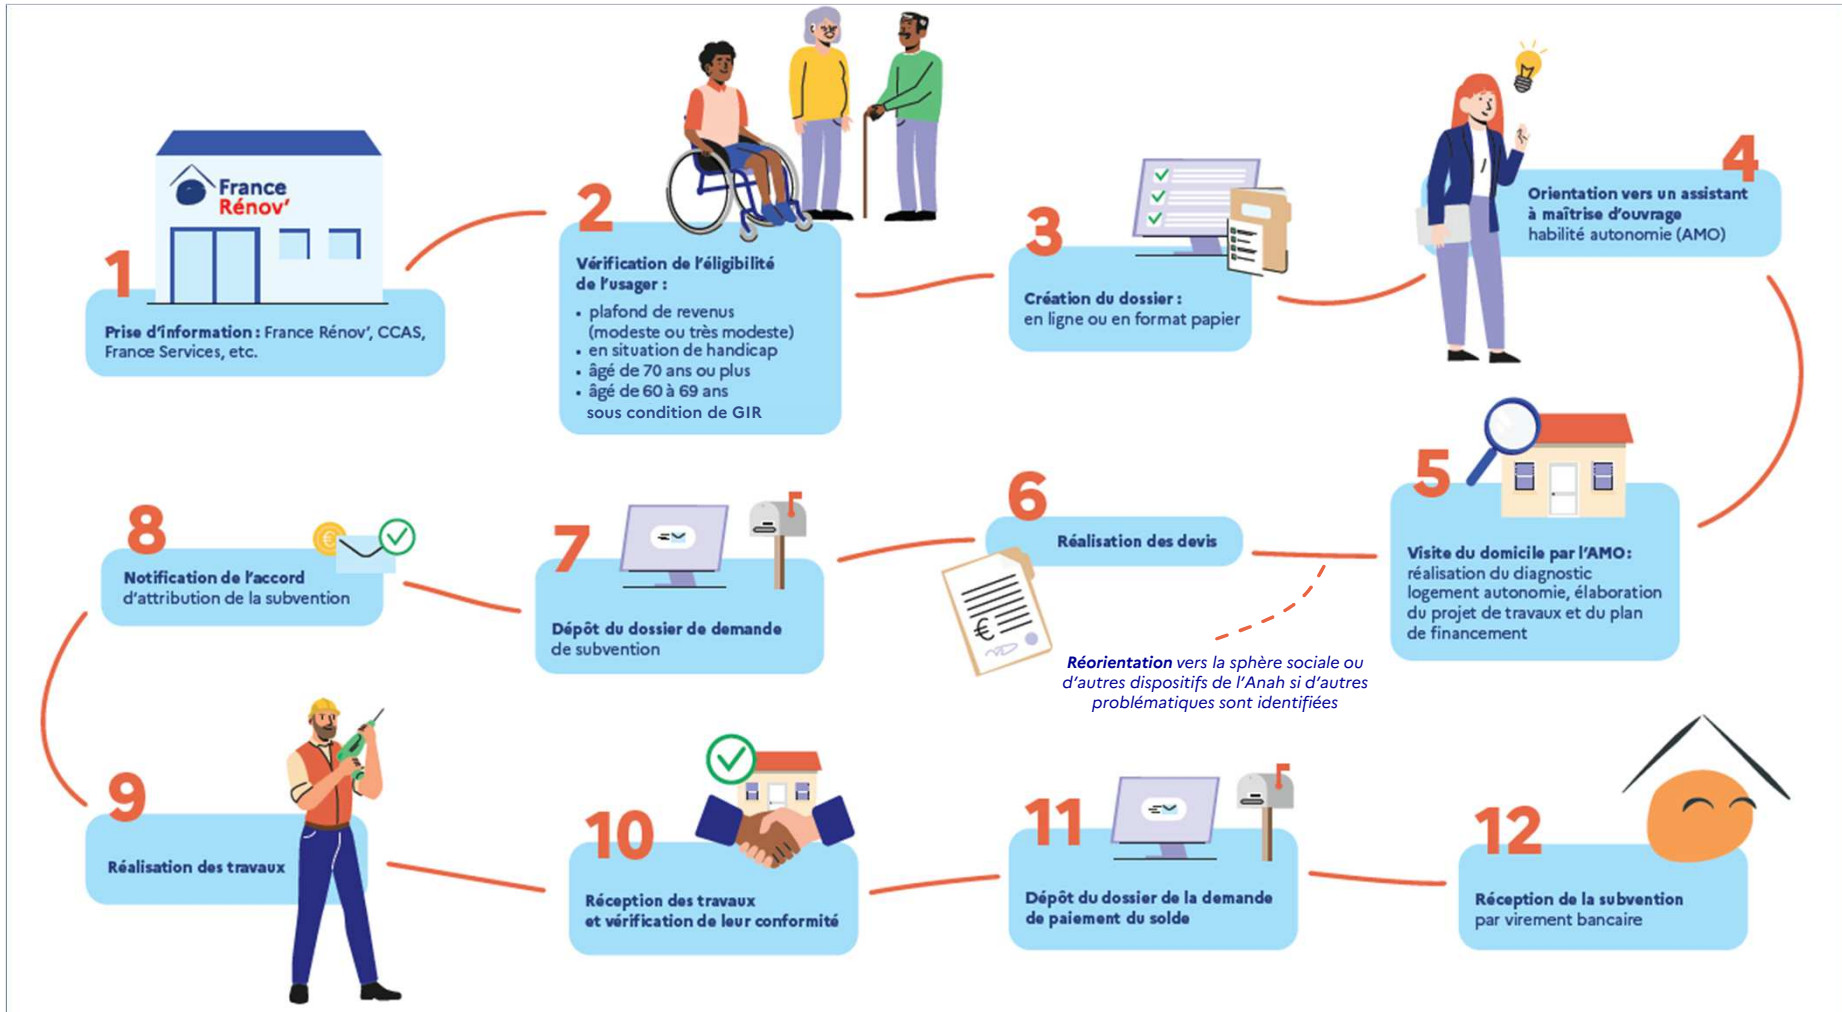 France
Rénov'
1
Prise d'information : France Rénov', CCAS,
France Services, etc.
2
Vérification de l'éligibilité
de l'usager :
• plafond de revenus
(modeste ou très modeste)
• en situation de handicap
• âgé de 70 ans ou plus
• âgé de 60 à 69 ans
sous condition de GIR
3
Création du dossier :
en ligne ou en format papier
4
Orientation vers un assistant
à maîtrise d'ouvrage
habilité autonomie (AMO)
5
Visite du domicile par l'AMO :
réalisation du diagnostic
logement autonomie, élaboration
du projet de travaux et du plan
de financement
6
Réalisation des devis
€
Réorientation vers la sphère sociale ou
d'autres dispositifs de l'Anah si d'autres
problématiques sont identifiées
7
Dépôt du dossier de demande
de subvention
8
€
Notification de l'accord
d'attribution de la subvention
9
Réalisation des travaux
10
Réception des travaux
et vérification de leur conformité
11
Dépôt du dossier de la demande
de paiement du solde
12
Réception de la subvention
par virement bancaire